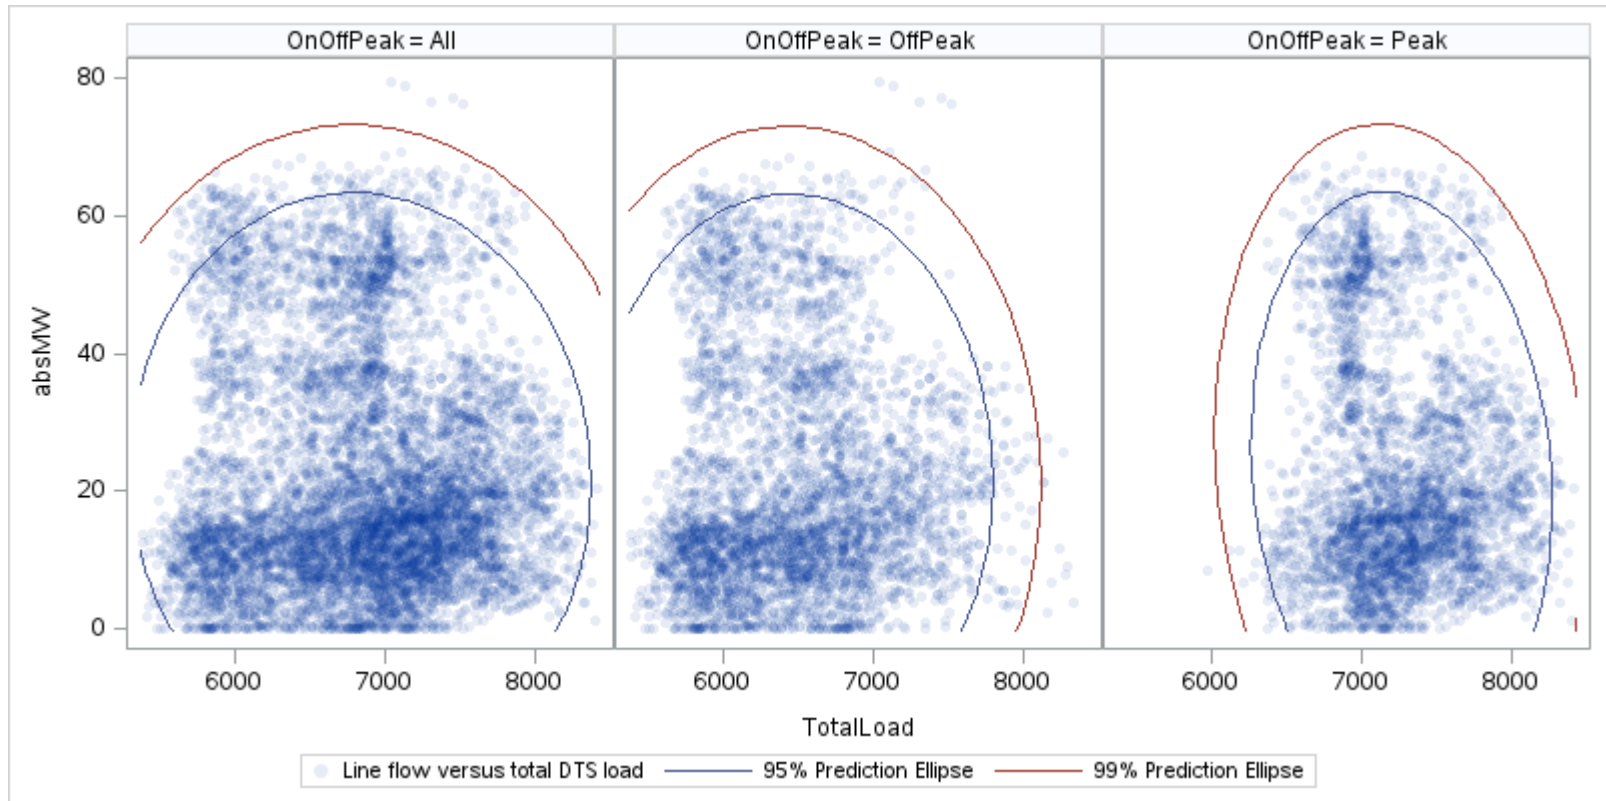 OnOffPeak = All
OnOffPeak = OffPeak
OnOffPeak = Peak
80
60
40
20
0
absMW
6000 7000 8000
6000 7000 8000
6000 7000 8000
TotalLoad
Line flow versus total DTS load
95% Prediction Ellipse
99% Prediction Ellipse